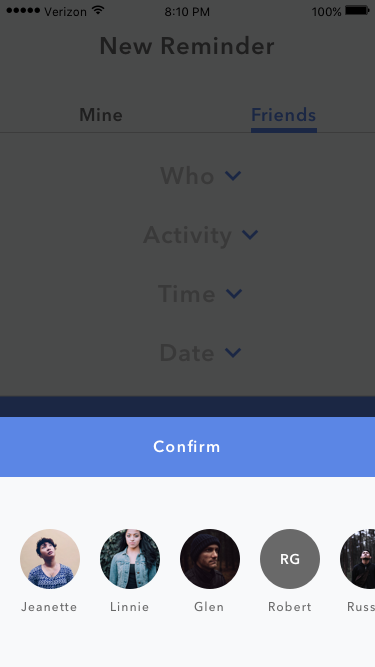 Verizon 8:10 PM 100%
New Reminder
Mine Friends
Who
Activity
Time
Date
Confirm
RG
Jeanette Linnie Glen Robert Russ